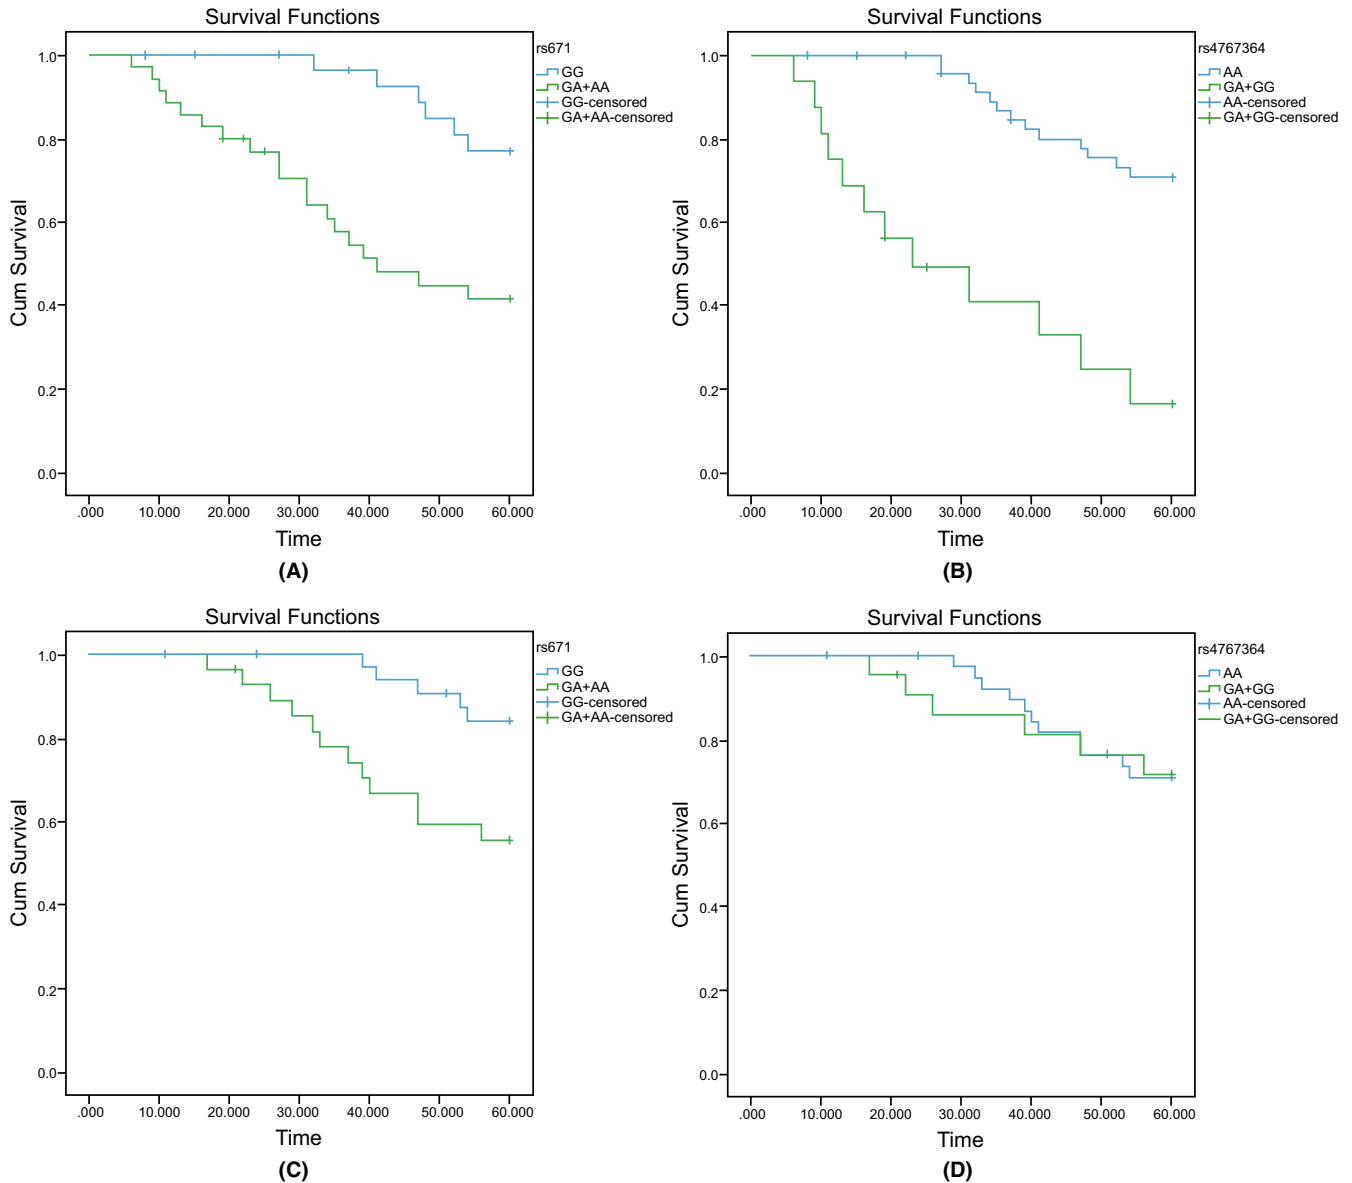 Survival Functions
Cum Survival
1.0
0.8
0.6
0.4
0.2
0.0
.000 10.000 20.000 30.000 40.000 50.000 60.000
Time
rs671
GG
GA+AA
GG-censored
GA+AA-censored
(A)
Survival Functions
Cum Survival
1.0
0.8
0.6
0.4
0.2
0.0
.000 10.000 20.000 30.000 40.000 50.000 60.000
Time
rs4767364
AA
GA+GG
AA-censored
GA+GG-censored
(B)
Survival Functions
Cum Survival
1.0
0.8
0.6
0.4
0.2
0.0
.000 10.000 20.000 30.000 40.000 50.000 60.000
Time
rs671
GG
GA+AA
GG-censored
GA+AA-censored
(C)
Survival Functions
Cum Survival
1.0
0.8
0.6
0.4
0.2
0.0
.000 10.000 20.000 30.000 40.000 50.000 60.000
Time
rs4767364
AA
GA+GG
AA-censored
GA+GG-censored
(D)